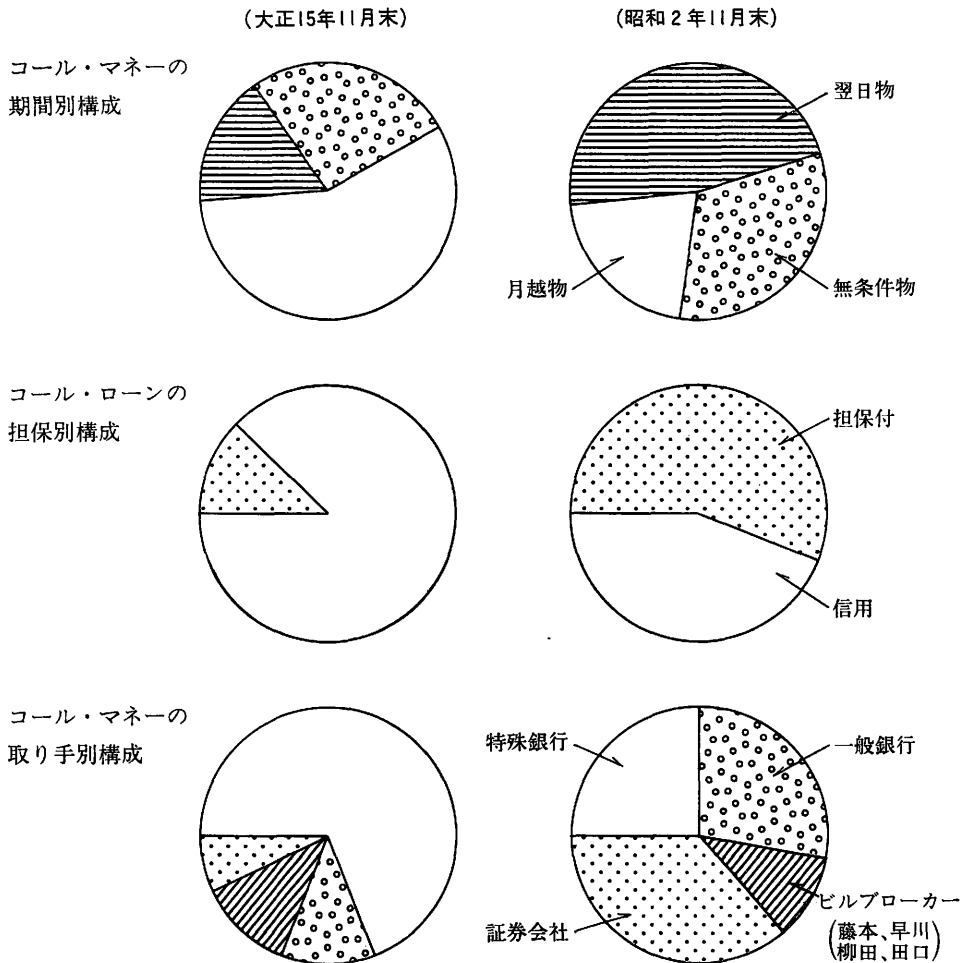 (大正15年11月末)
(昭和2年11月末)
コール・マネーの
期間別構成
翌日物
月越物
無条件物
コール・ローンの
担保別構成
担保付
信用
コール・マネーの
取り手別構成
特殊銀行
一般銀行
証券会社
ビルブローカー
(藤本、早川
柳田、田口)